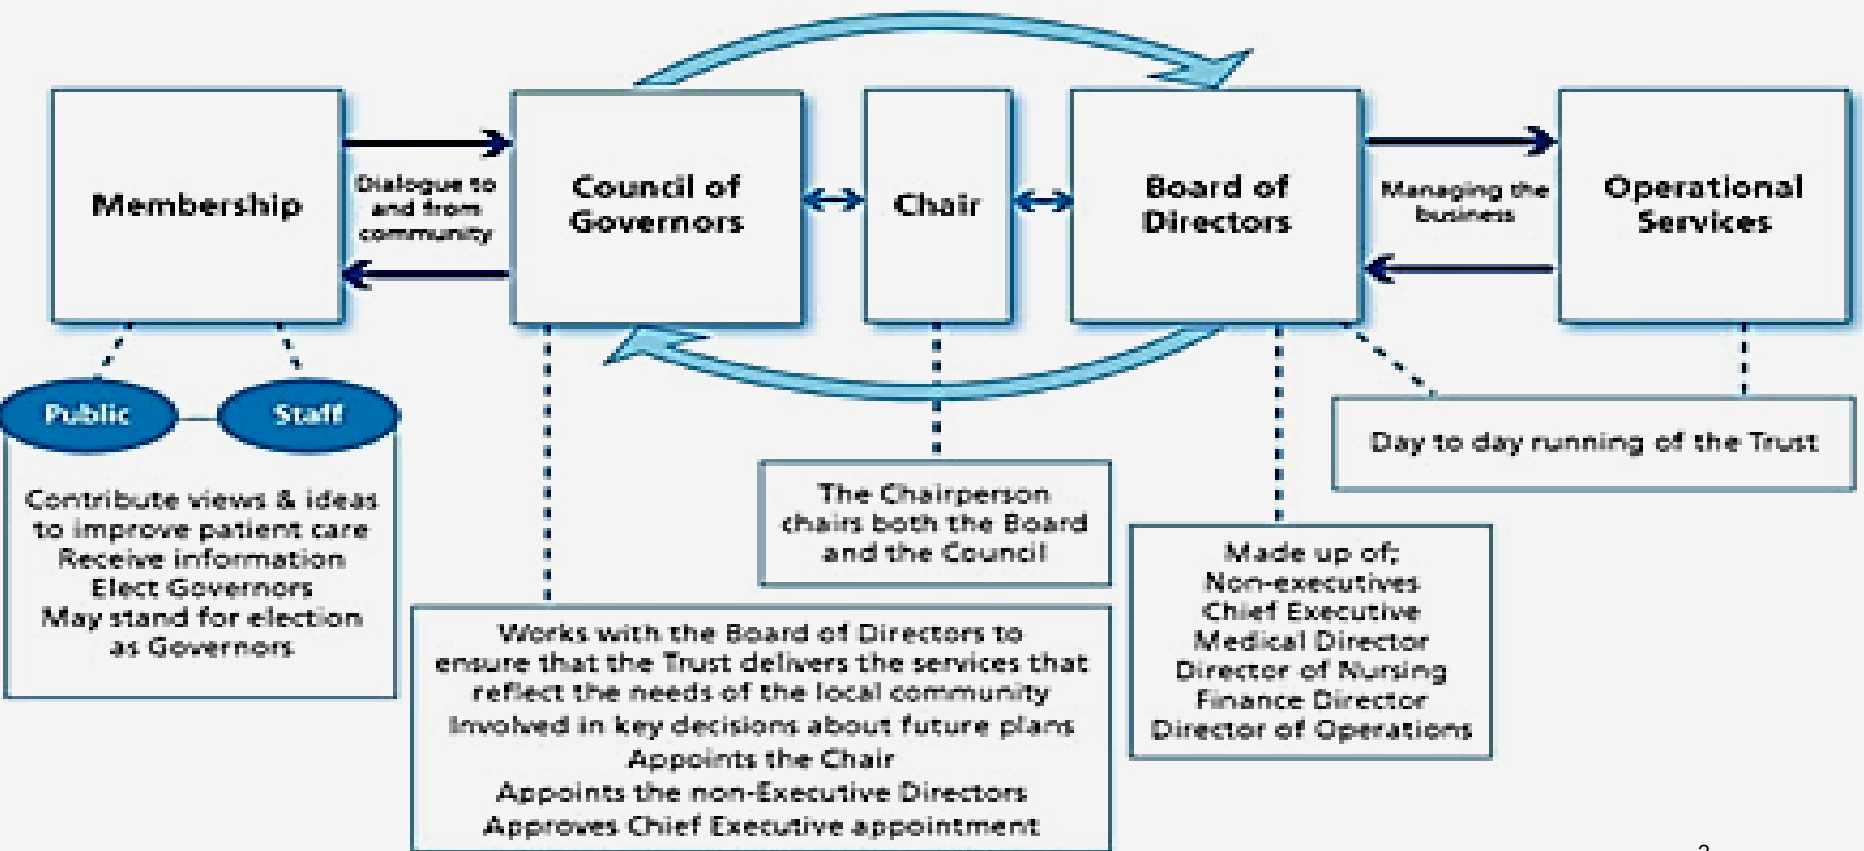 Membership
Dialogue to
and from
community
Council of
Governors
Chair
Board of
Directors
Managing the
business
Operational
Services
Public
Staff
Contribute views & ideas
to improve patient care
Receive information
Elect Governors
May stand for election
as Governors
Works with the Board of Directors to
ensure that the Trust delivers the services that
reflect the needs of the local community
Involved in key decisions about future plans
Appoints the Chair
Appoints the non-Executive Directors
Approves Chief Executive appointment
The Chairperson
chairs both the Board
and the Council
Made up of;
Non-executives
Chief Executive
Medical Director
Director of Nursing
Finance Director
Director of Operations
Day to day running of the Trust